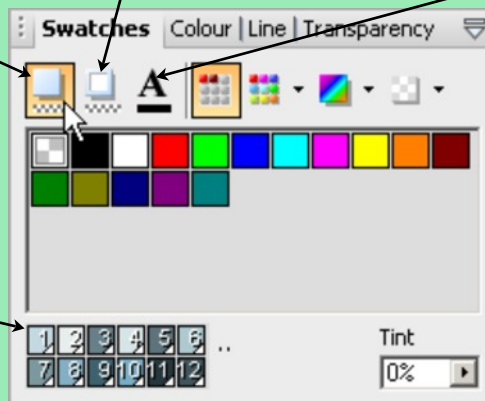 Swatches Colour | Line | Transparency
A
Tint
1 2 3 4 5 6 ..
7 8 9 10 11 12
0%